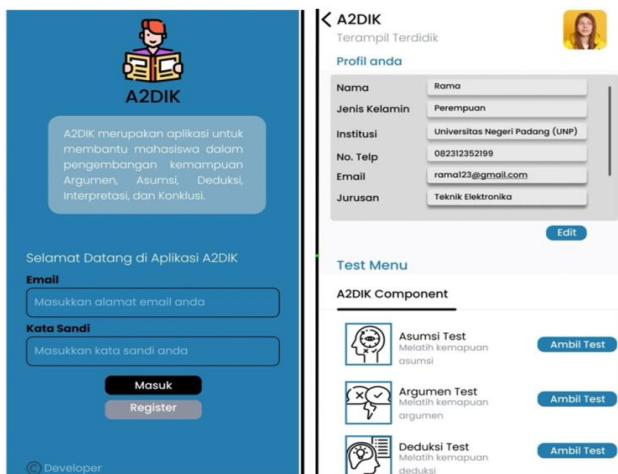 A2DIK
A2DIK merupakan aplikasi untuk
membantu mahasiswa dalam
pengembangan kemampuan
Argumen, Asumsi, Deduksi,
Interpretasi, dan Konklusi.
Selamat Datang di Aplikasi A2DIK
Email
Masukkan alamat email anda
Kata Sandi
Masukkan kata sandi anda
Masuk
Register
© Developer
A2DIK
Terampil Terdidik
Profil anda
Nama Rama
Jenis Kelamin Perempuan
Institusi Universitas Negeri Padang (UNP)
No. Telp 082312352199
Email rama123@gmail.com
Jurusan Teknik Elektronika
Edit
Test Menu
A2DIK Component
Asumsi Test
Melatih kemapuan
asumsi
Ambil Test
Argumen Test
Melatih kemapuan
argumen
Ambil Test
Deduksi Test
Melatih kemapuan
deduksi
Ambil Test